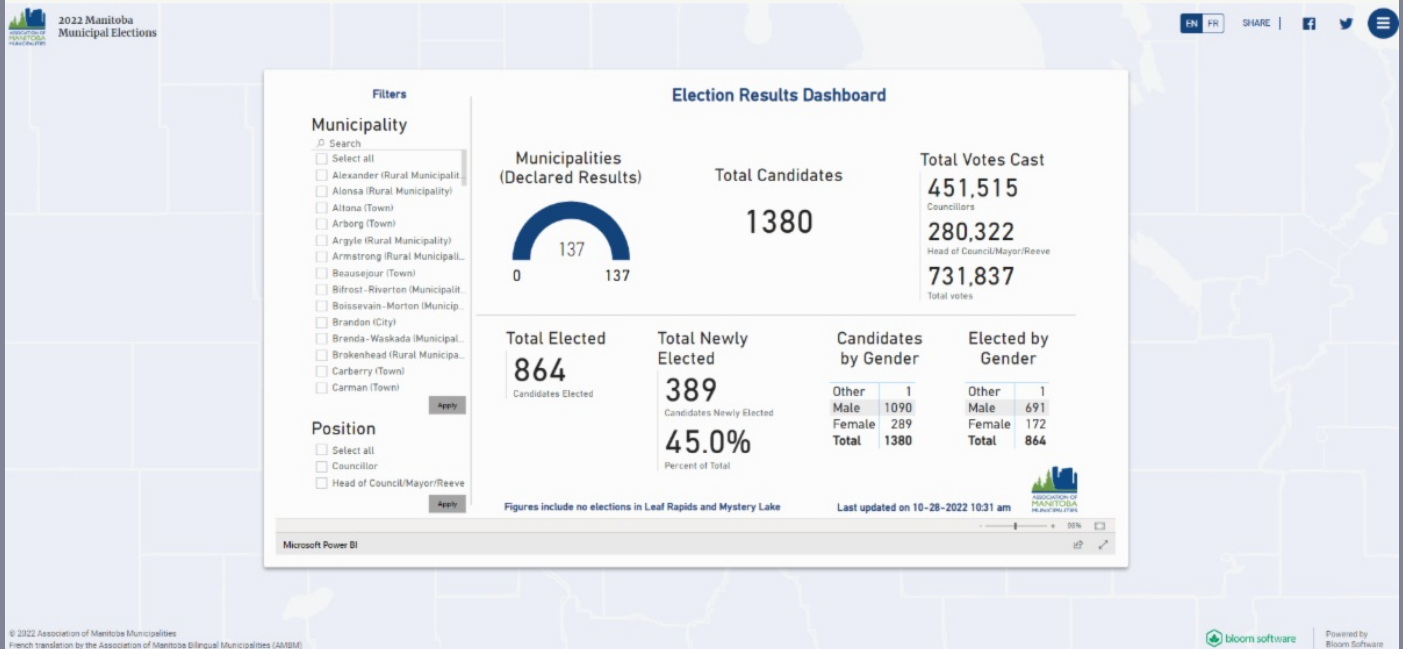 2022 Manitoba
Municipal Elections
EN FR SHARE |
ASSOCIATION OF
MANITOBA
MUNICIPALITIES
Filters
Municipality
Search
Select all
Alexander (Rural Municipalit...
Alonsa (Rural Municipality)
Altona (Town)
Arborg (Town)
Argyle (Rural Municipality)
Armstrong (Rural Municipali...
Beausejour (Town)
Bifrost-Riverton (Municipalit...
Boissevain-Morton (Municip...
Brandon (City)
Brenda-Waskada (Municipal...
Brokenhead (Rural Municipa...
Carberry (Town)
Carman (Town)
Apply
Position
Select all
Councillor
Head of Council/Mayor/Reeve
Apply
Election Results Dashboard
Municipalities
(Declared Results)
137
0 137
Total Candidates
1380
Total Votes Cast
451,515
Councillors
280,322
Head of Council/Mayor/Reeve
731,837
Total votes
Total Elected
864
Candidates Elected
Total Newly
Elected
389
Candidates Newly Elected
45.0%
Percent of Total
Candidates
by Gender
Other 1
Male 1090
Female 289
Total 1380
Elected by
Gender
Other 1
Male 691
Female 172
Total 864
Figures include no elections in Leaf Rapids and Mystery Lake
Last updated on 10-28-2022 10:31 am
ASSOCIATION OF
MANITOBA
MUNICIPALITIES
- +
Microsoft Power BI
© 2022 Association of Manitoba Municipalities
French translation by the Association of Manitoba Bilingual Municipalities (AMBM)
bloom software
Powered by
Bloom Software